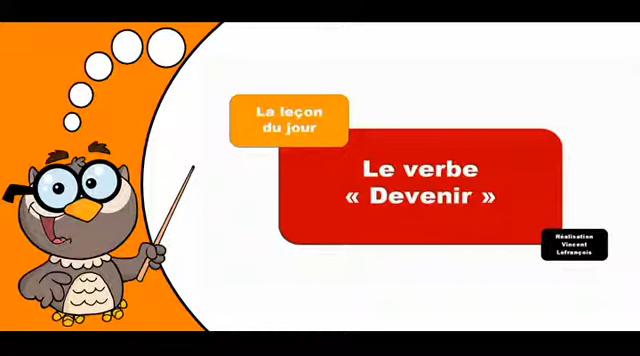 La leçon
du jour
Le verbe
« Devenir »
Réalisation
Vincent
Lefrançois